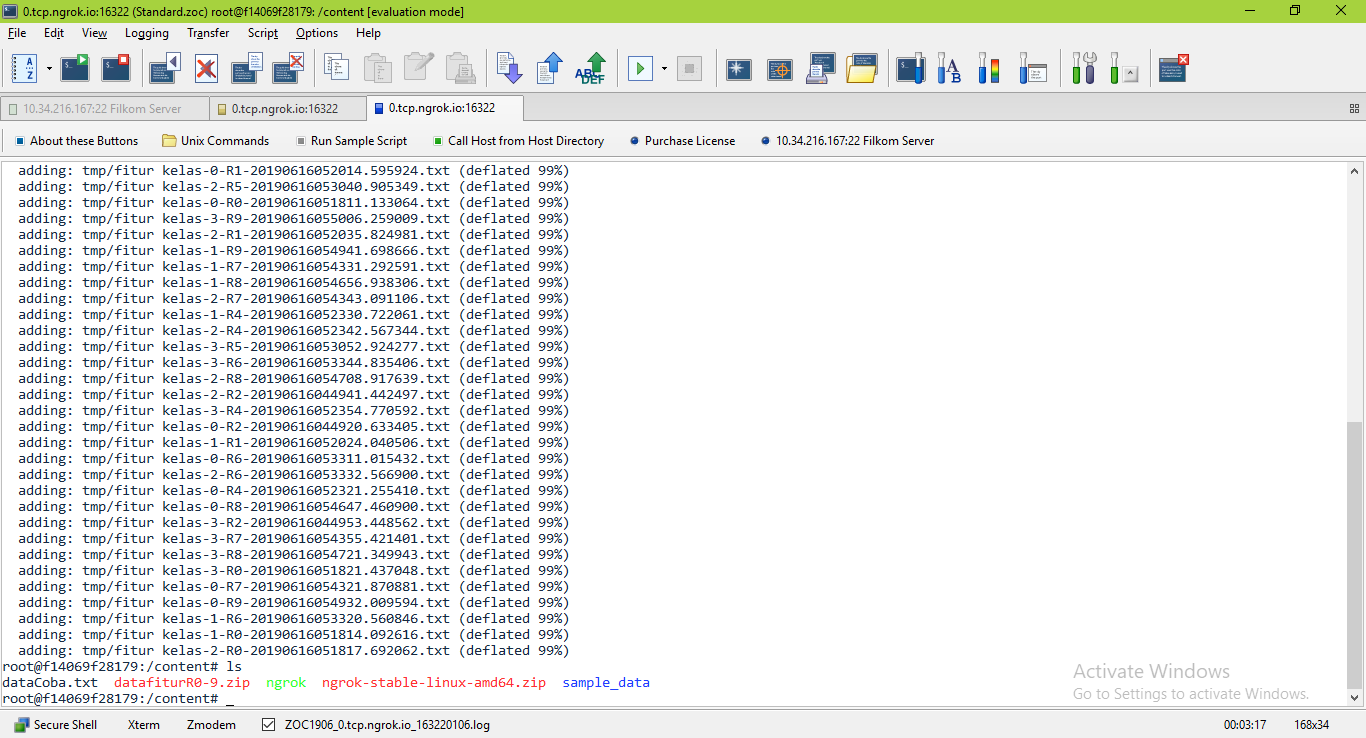 0.tcp.ngrok.io:16322 (Standard.zoc) root@f14069f28179: /content [evaluation mode]
File Edit View Logging Transfer Script Options Help
10.34.216.167:22 Filkom Server 0.tcp.ngrok.io:16322 0.tcp.ngrok.io:16322
About these Buttons Unix Commands Run Sample Script Call Host from Host Directory Purchase License 10.34.216.167:22 Filkom Server
adding: tmp/fitur kelas-0-R1-20190616052014.595924.txt (deflated 99%)
adding: tmp/fitur kelas-2-R5-20190616053040.905349.txt (deflated 99%)
adding: tmp/fitur kelas-0-R0-20190616051811.133064.txt (deflated 99%)
adding: tmp/fitur kelas-3-R9-20190616055006.259009.txt (deflated 99%)
adding: tmp/fitur kelas-2-R1-20190616052035.824981.txt (deflated 99%)
adding: tmp/fitur kelas-1-R9-20190616054941.698666.txt (deflated 99%)
adding: tmp/fitur kelas-1-R7-20190616054331.292591.txt (deflated 99%)
adding: tmp/fitur kelas-1-R8-20190616054656.938306.txt (deflated 99%)
adding: tmp/fitur kelas-2-R7-20190616054343.091106.txt (deflated 99%)
adding: tmp/fitur kelas-1-R4-20190616052330.722061.txt (deflated 99%)
adding: tmp/fitur kelas-2-R4-20190616052342.567344.txt (deflated 99%)
adding: tmp/fitur kelas-3-R5-20190616053052.924277.txt (deflated 99%)
adding: tmp/fitur kelas-3-R6-20190616053344.835406.txt (deflated 99%)
adding: tmp/fitur kelas-2-R8-20190616054708.917639.txt (deflated 99%)
adding: tmp/fitur kelas-2-R2-20190616044941.442497.txt (deflated 99%)
adding: tmp/fitur kelas-3-R4-20190616052354.770592.txt (deflated 99%)
adding: tmp/fitur kelas-0-R2-20190616044920.633405.txt (deflated 99%)
adding: tmp/fitur kelas-1-R1-20190616052024.040506.txt (deflated 99%)
adding: tmp/fitur kelas-0-R6-20190616053311.015432.txt (deflated 99%)
adding: tmp/fitur kelas-2-R6-20190616053332.566900.txt (deflated 99%)
adding: tmp/fitur kelas-0-R4-20190616052321.255410.txt (deflated 99%)
adding: tmp/fitur kelas-0-R8-20190616054647.460900.txt (deflated 99%)
adding: tmp/fitur kelas-3-R2-20190616044953.448562.txt (deflated 99%)
adding: tmp/fitur kelas-3-R7-20190616054355.421401.txt (deflated 99%)
adding: tmp/fitur kelas-3-R8-20190616054721.349943.txt (deflated 99%)
adding: tmp/fitur kelas-3-R0-20190616051821.437048.txt (deflated 99%)
adding: tmp/fitur kelas-0-R7-20190616054321.870881.txt (deflated 99%)
adding: tmp/fitur kelas-0-R9-20190616054932.009594.txt (deflated 99%)
adding: tmp/fitur kelas-1-R6-20190616053320.560846.txt (deflated 99%)
adding: tmp/fitur kelas-1-R0-20190616051814.092616.txt (deflated 99%)
adding: tmp/fitur kelas-2-R0-20190616051817.692062.txt (deflated 99%)
root@f14069f28179:/content# ls
dataCoba.txt datafiturR0-9.zip ngrok ngrok-stable-linux-amd64.zip sample_data
root@f14069f28179:/content# _
Activate Windows
Go to Settings to activate Windows.
Secure Shell Xterm Zmodem ZOC1906_0.tcp.ngrok.io_163220106.log 00:03:17 168x34